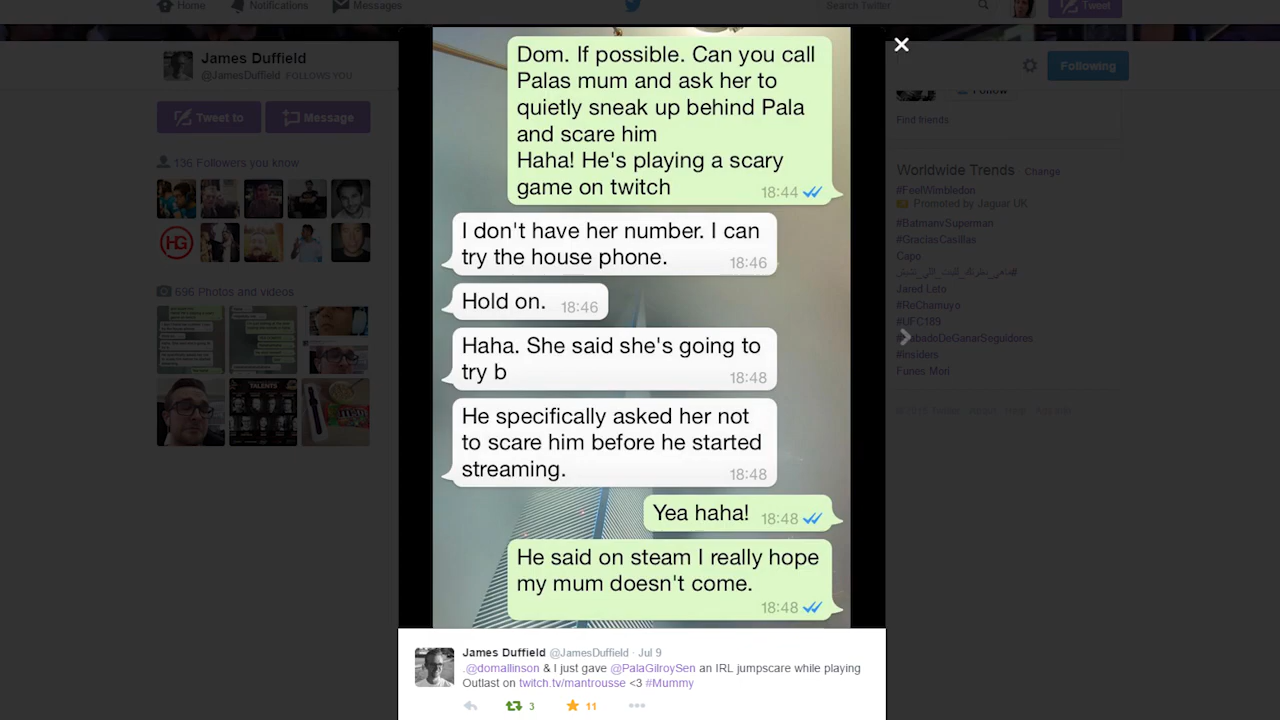 Home
Notifications
Messages
Search Twitter
Tweet
James Duffield
@JamesDuffield FOLLOWS YOU
Following
Tweet to
Message
136 Followers you know
HG
696 Photos and videos
TALENTS
Dom. If possible. Can you call
Palas mum and ask her to
quietly sneak up behind Pala
and scare him
Haha! He's playing a scary
game on twitch
18:44
I don't have her number. I can
try the house phone.
18:46
Hold on.
18:46
Haha. She said she's going to
try b
18:48
He specifically asked her not
to scare him before he started
streaming.
18:48
Yea haha!
18:48
He said on steam I really hope
my mum doesn't come.
18:48
James Duffield @JamesDuffield · Jul 9
.@domallinson & I just gave @PalaGilroySen an IRL jumpscare while playing
Outlast on twitch.tv/mantrousse <3 #Mummy
3
11
Follow
Find friends
Worldwide Trends Change
#FeelWimbledon
Promoted by Jaguar UK
#BatmanvSuperman
#GraciasCasillas
Capo
Jared Leto
#ReChamuyo
#UFC189
#SabadoDeGanarSeguidores
#insiders
Funes Mori